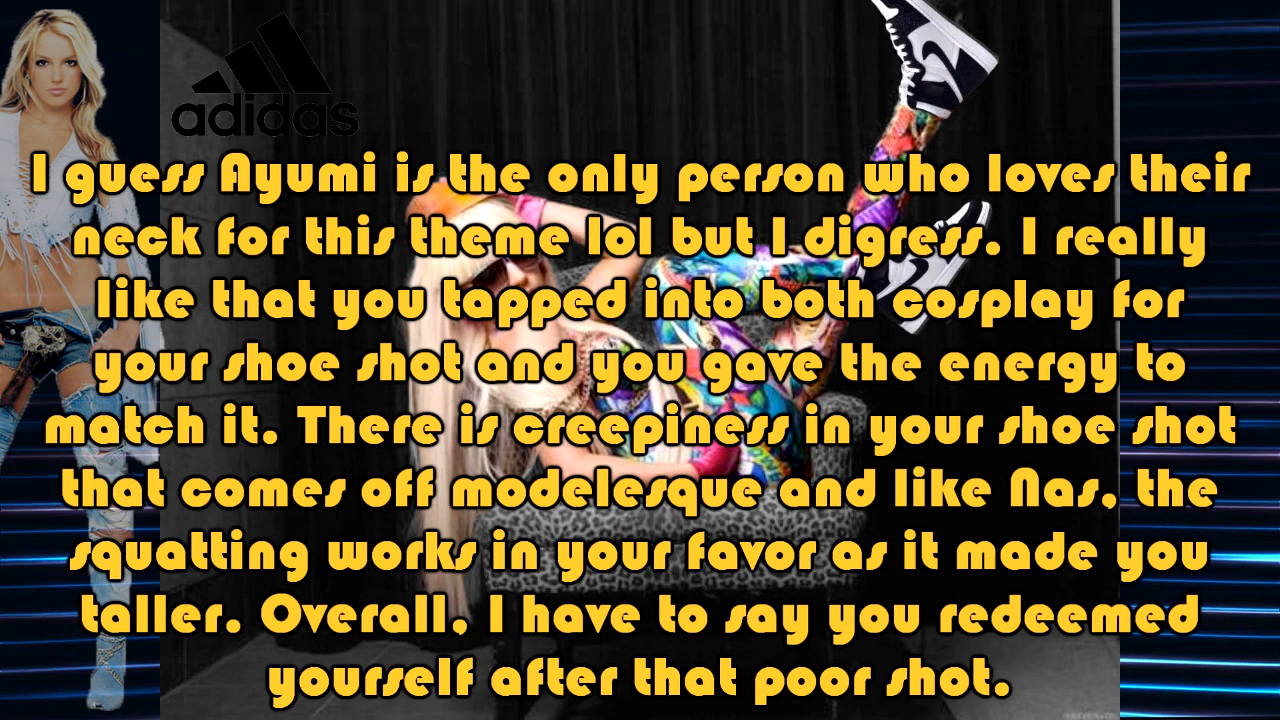 adidas
I guess Ayumi is the only person who loves their
neck for this theme lol but I digress. I really
like that you tapped into both cosplay for
your shoe shot and you gave the energy to
match it. There is creepiness in your shoe shot
that comes off modelesque and like Nas, the
squatting works in your favor as it made you
taller. Overall, I have to say you redeemed
yourself after that poor shot.